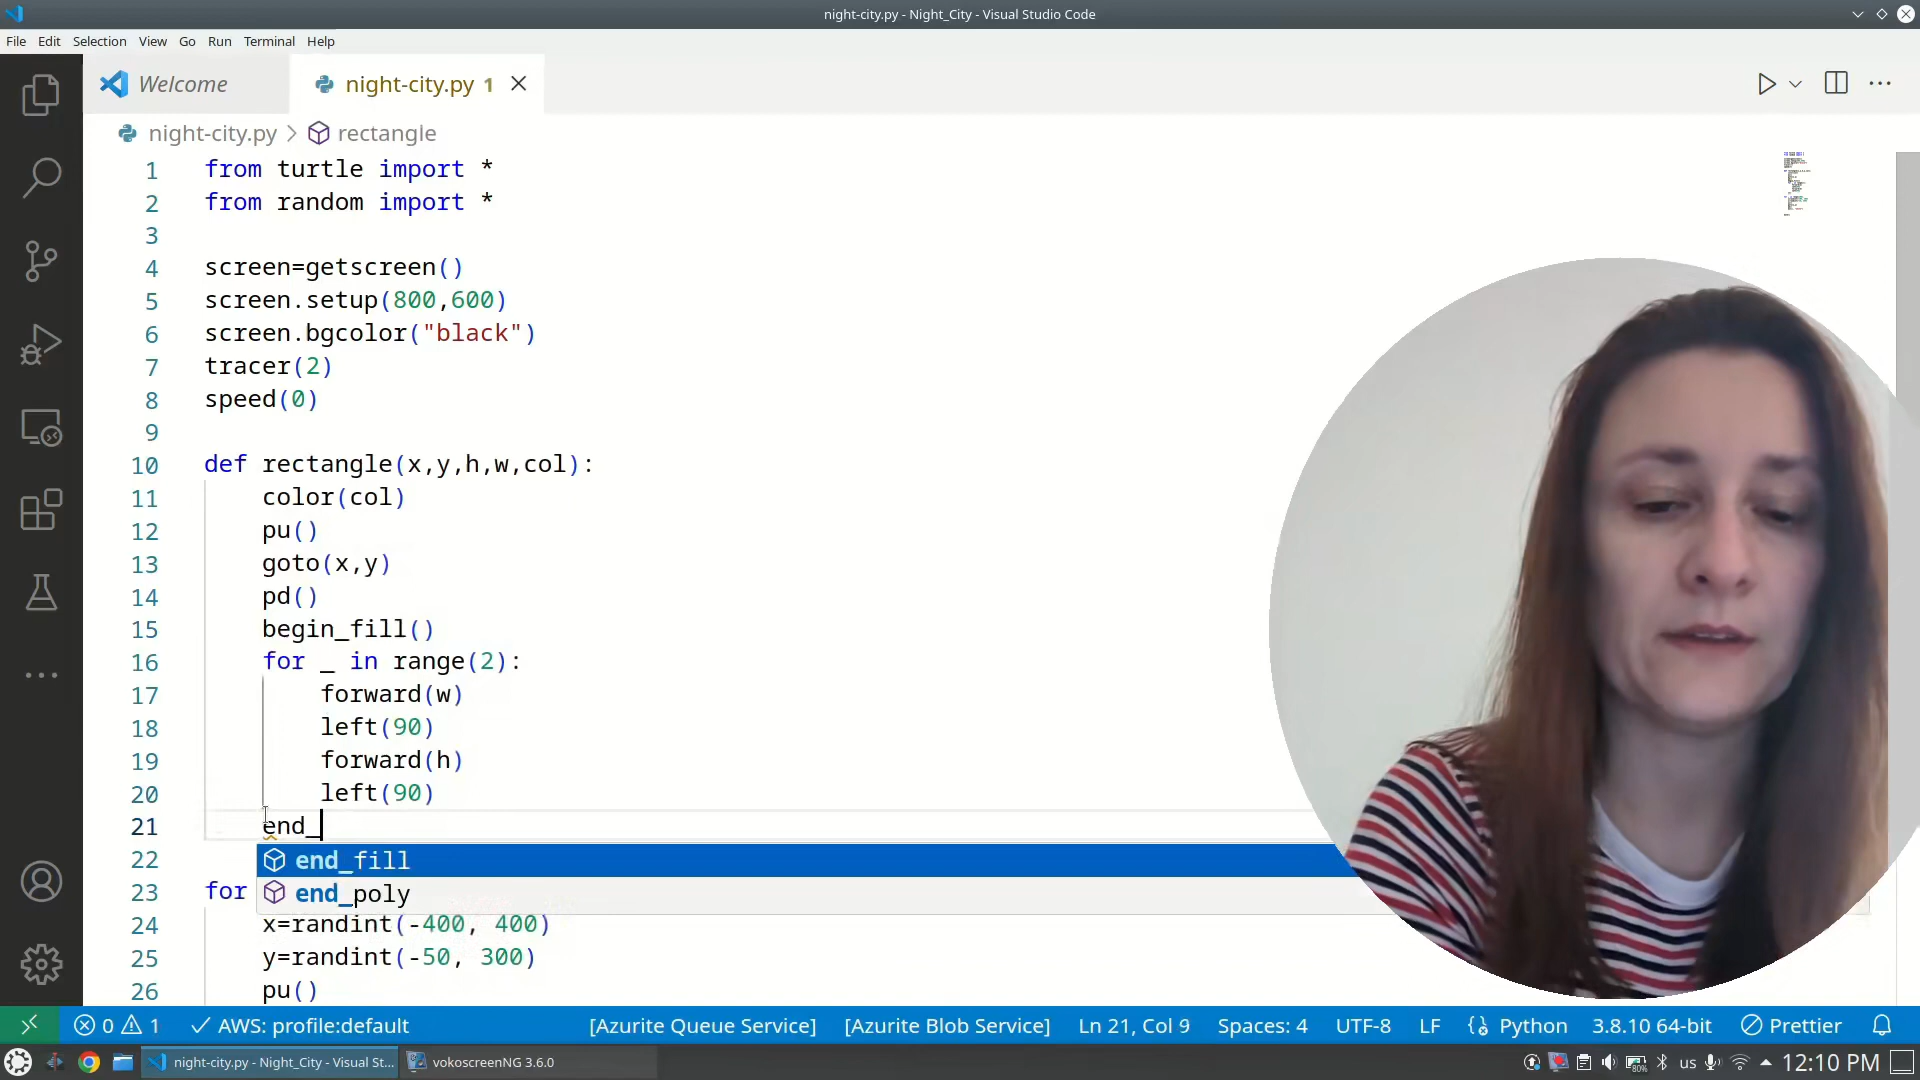 night-city.py - Night_City - Visual Studio Code
File Edit Selection View Go Run Terminal Help
Welcome
night-city.py 1
night-city.py > rectangle
1 from turtle import *
2 from random import *
3
4 screen=getscreen()
5 screen.setup(800,600)
6 screen.bgcolor("black")
7 tracer(2)
8 speed(0)
9
10 def rectangle(x,y,h,w,col):
11 color(col)
12 pu()
13 goto(x,y)
14 pd()
15 begin_fill()
16 for _ in range(2):
17 forward(w)
18 left(90)
19 forward(h)
20 left(90)
21 end_
22 end_fill
23 for end_poly
24 x=randint(-400, 400)
25 y=randint(-50, 300)
26 pu()
0 1 AWS: profile:default [Azurite Queue Service] [Azurite Blob Service] Ln 21, Col 9 Spaces: 4 UTF-8 LF Python 3.8.10 64-bit Prettier
night-city.py - Night_City - Visual St... vokoscreenNG 3.6.0 80% us 12:10 PM